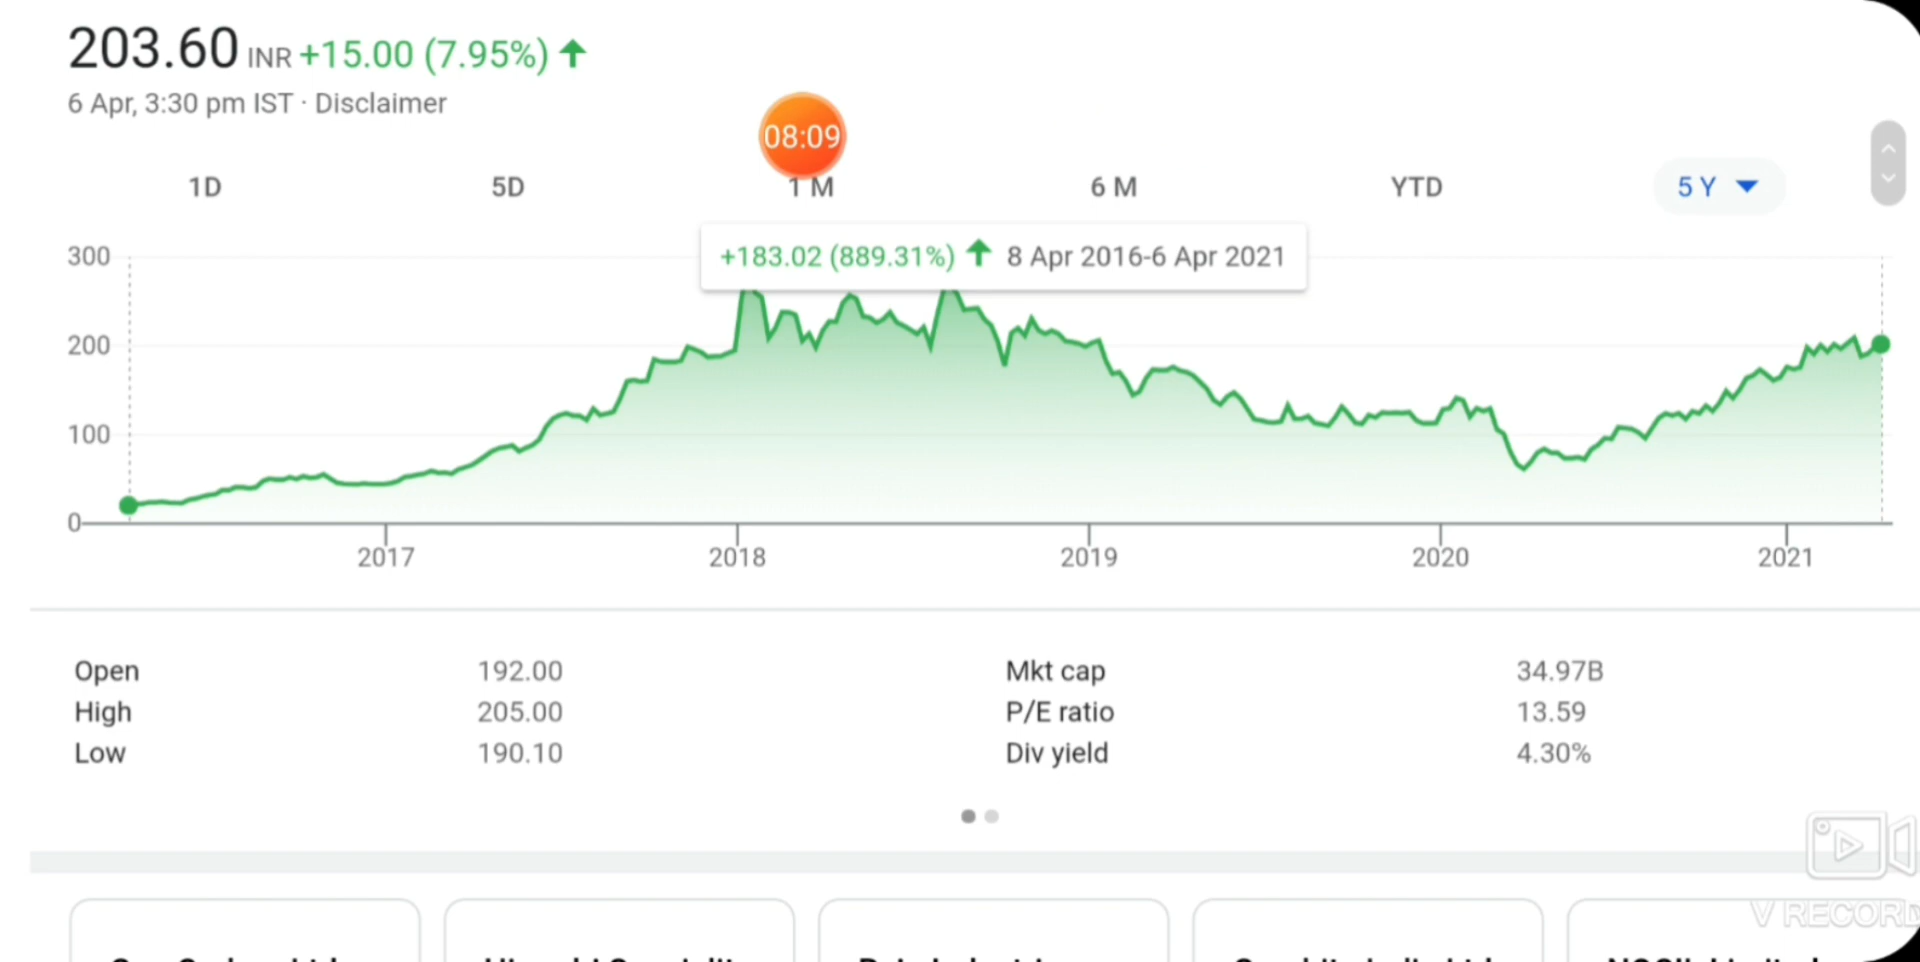 203.60 INR +15.00 (7.95%)
6 Apr, 3:30 pm IST · Disclaimer
08:09
1D 5D 1 M 6 M YTD 5 Y
+183.02 (889.31%) 8 Apr 2016-6 Apr 2021
300
200
100
0
2017 2018 2019 2020 2021
Open 192.00 Mkt cap 34.97B
High 205.00 P/E ratio 13.59
Low 190.10 Div yield 4.30%
V RECORD